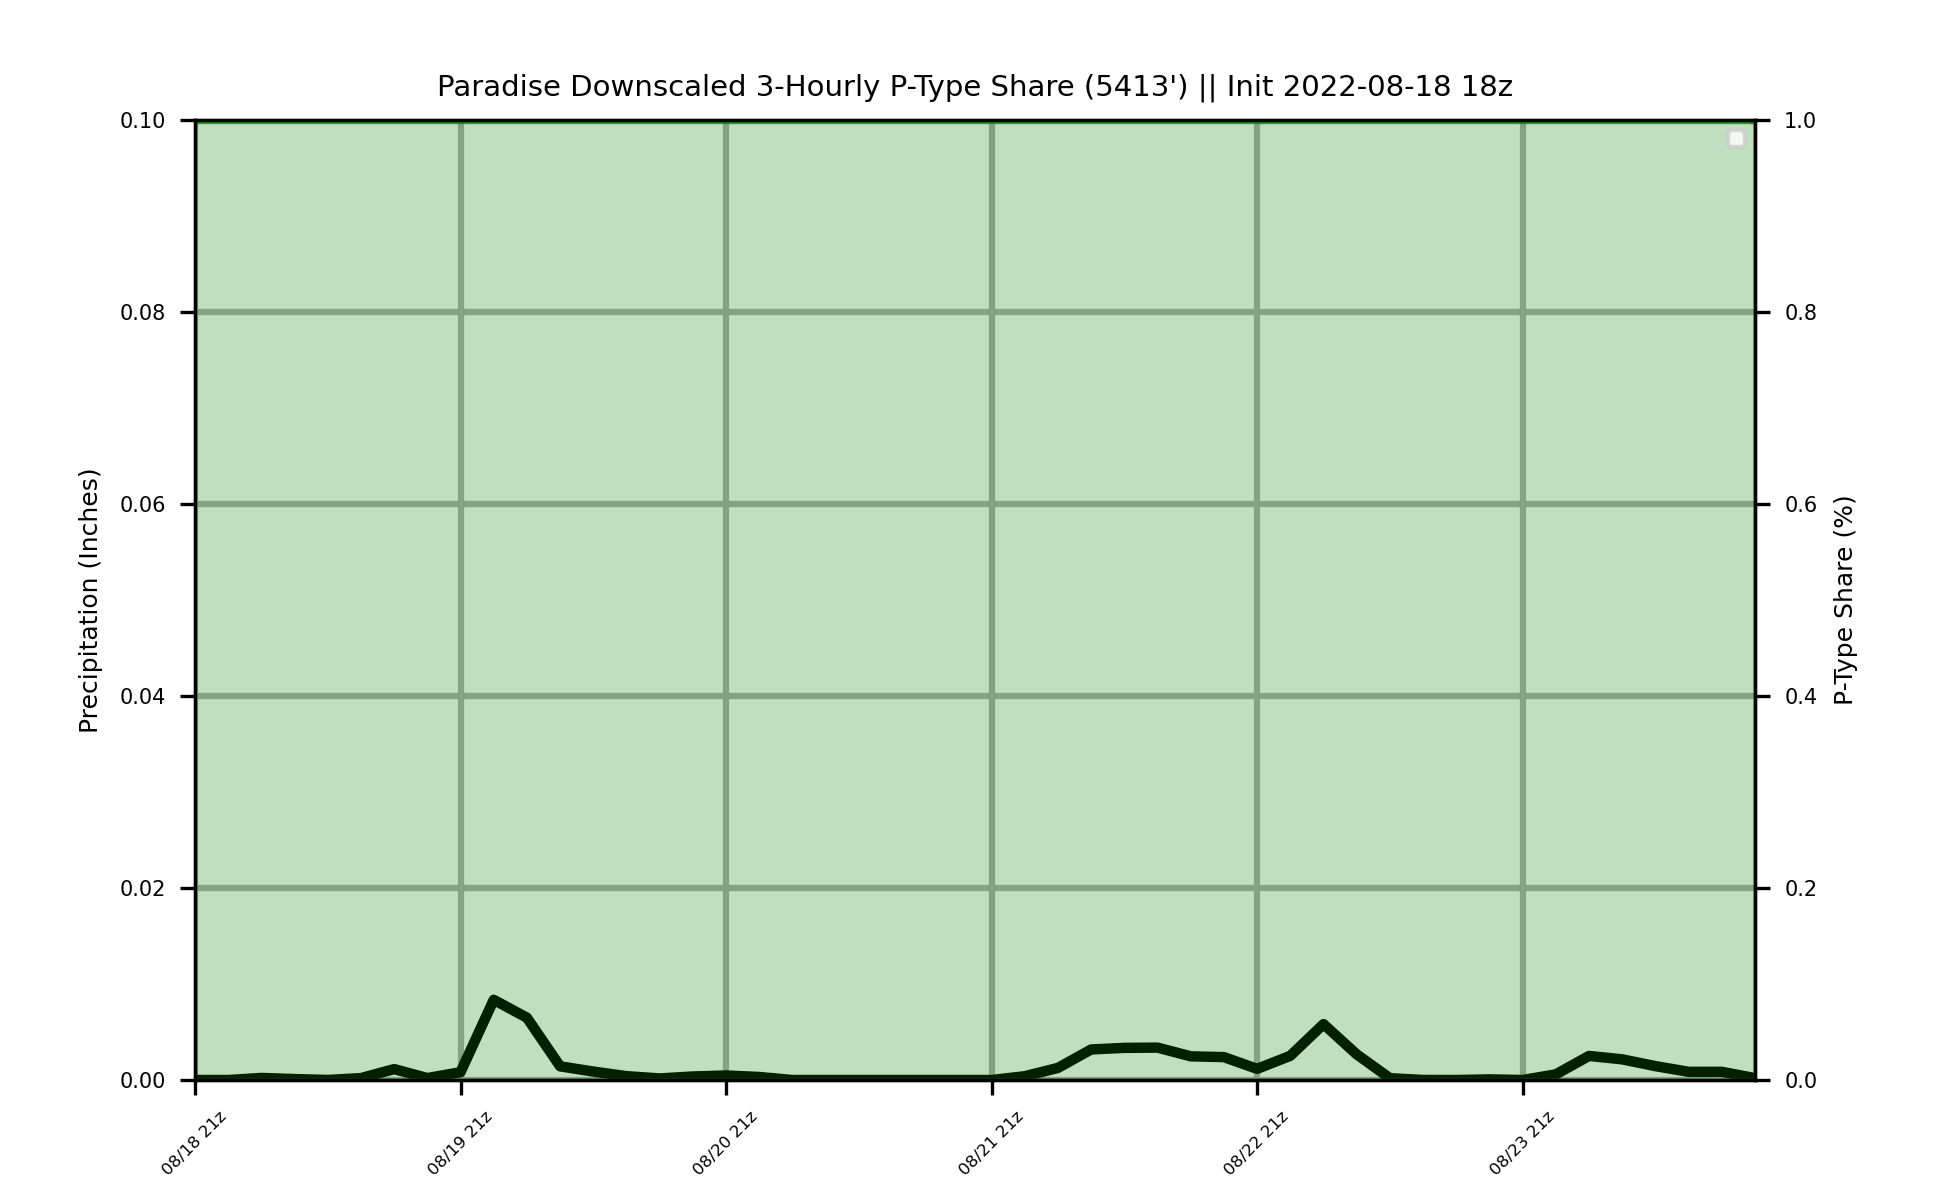 Paradise Downscaled 3-Hourly P-Type Share (5413') || Init 2022-08-18 18z
0.10
0.08
0.06
0.04
0.02
0.00
Precipitation (Inches)
1.0
0.8
0.6
0.4
0.2
0.0
P-Type Share (%)
08/18 21z
08/19 21z
08/20 21z
08/21 21z
08/22 21z
08/23 21z